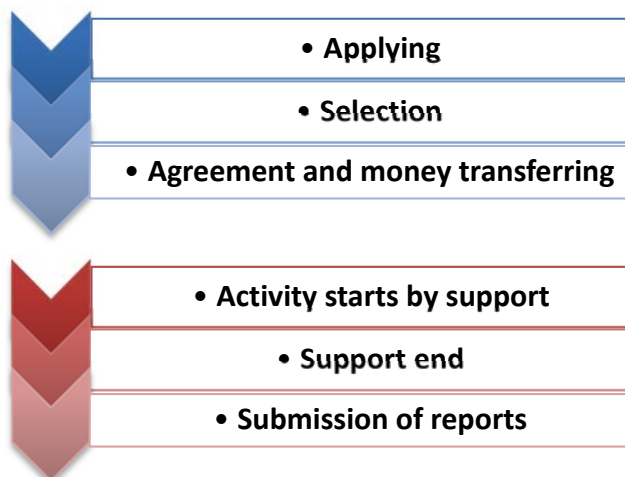 • Applying
• Selection
• Agreement and money transferring
• Activity starts by support
• Support end
• Submission of reports